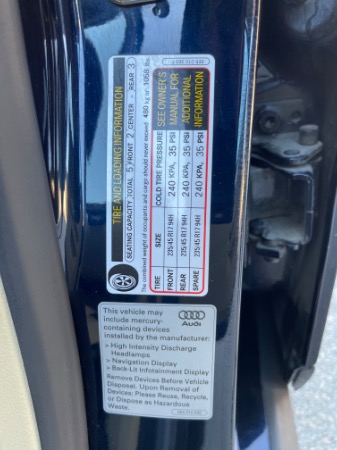 TIRE AND LOADING INFORMATION
SEATING CAPACITY TOTAL 5 FRONT 2 CENTER - REAR 3
The combined weight of occupants and cargo should never exceed 480 kg or 1058 lbs.
TIRE SIZE COLD TIRE PRESSURE
FRONT 235/45 R17 94H 240 KPA, 35 PSI
REAR 235/45 R17 94H 240 KPA, 35 PSI
SPARE 235/45 R17 94H 240 KPA, 35 PSI
SEE OWNER'S
MANUAL FOR
ADDITIONAL
INFORMATION
This vehicle may
include mercury-
containing devices
installed by the manufacturer:
> High Intensity Discharge
Headlamps
> Navigation Display
> Back-Lit Infotainment Display
Remove Devices Before Vehicle
Disposal. Upon Removal of
Devices: Please Reuse, Recycle,
or Dispose as Hazardous
Waste.
Audi